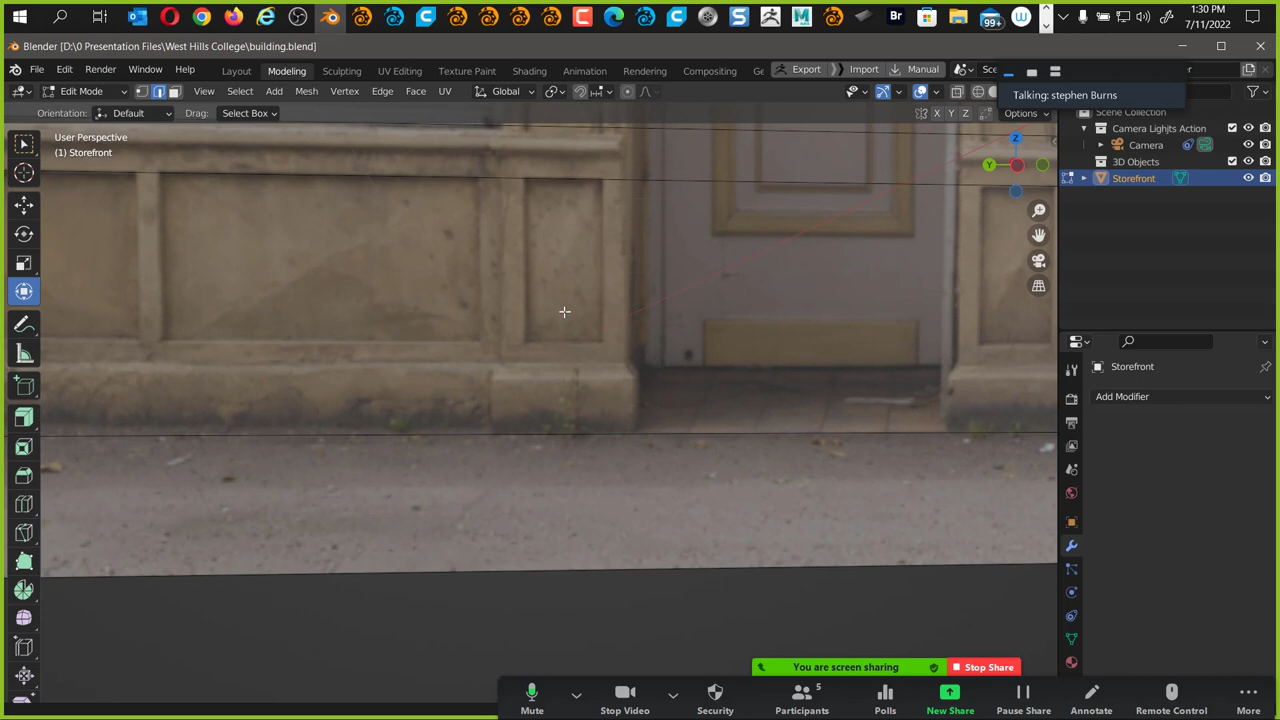 1:30 PM
99+
7/11/2022
Blender [D:\0 Presentation Files\West Hills College\building.blend]
File Edit Render Window Help Layout Modeling Sculpting UV Editing Texture Paint Shading Animation Rendering Compositing Ge Export Import Manual Sce
Edit Mode View Select Add Mesh Vertex Edge Face UV Global
Talking: stephen Burns
Orientation: Default Drag: Select Box X Y Z Options
Scene Collection
Camera Lighjts Action
Camera
3D Objects
Storefront
User Perspective
(1) Storefront
Z
Y
Storefront
Add Modifier
You are screen sharing Stop Share
5
Mute Stop Video Security Participants Polls New Share Pause Share Annotate Remote Control More